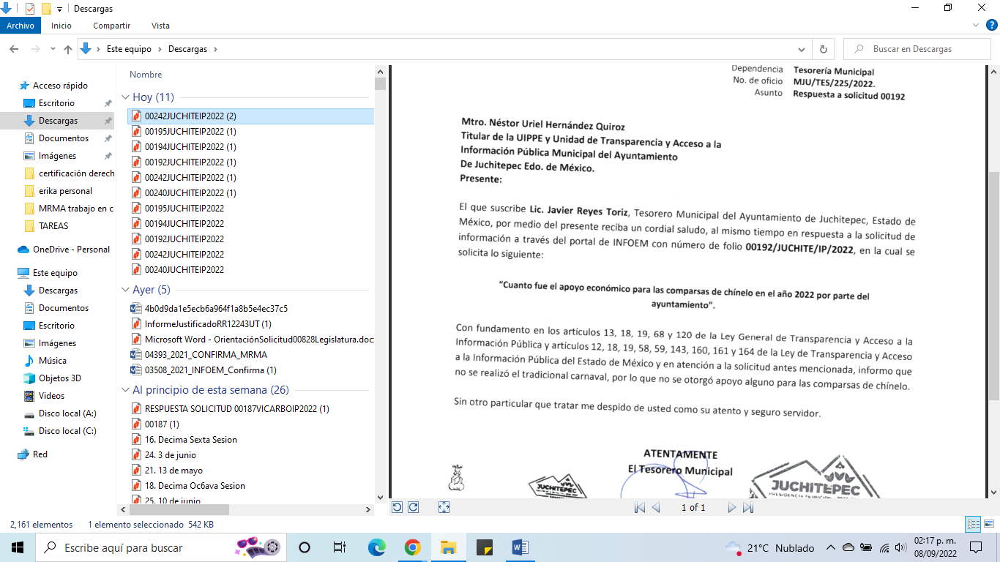 Descargas
Archivo
Inicio
Compartir
Vista
Este equipo
Descargas
Buscar en Descargas
Acceso rápido
Escritorio
Descargas
Documentos
Imágenes
certificación derech
erika personal
MRMA trabajo en c
TAREAS
OneDrive - Personal
Este equipo
Descargas
Documentos
Escritorio
Imágenes
Música
Objetos 3D
Videos
Disco local (A:)
Disco local (C:)
Red
Nombre
Hoy (11)
00242JUCHITEIP2022 (2)
00195JUCHITEIP2022 (1)
00194JUCHITEIP2022 (1)
00192JUCHITEIP2022 (1)
00242JUCHITEIP2022 (1)
00240JUCHITEIP2022 (1)
00195JUCHITEIP2022
00194JUCHITEIP2022
00192JUCHITEIP2022
00242JUCHITEIP2022
00240JUCHITEIP2022
Ayer (5)
4b0d9da1e5ecb6a964f1a8b5e4ec37c5
InformeJustificadoRR12243UT (1)
Microsoft Word - OrientaciónSolicitud00828Legislatura.doc
04393_2021_CONFIRMA_MRMA
03508_2021_INFOEM_Confirma (1)
Al principio de esta semana (26)
RESPUESTA SOLICITUD 00187VICARBOIP2022 (1)
00187 (1)
16. Decima Sexta Sesion
24. 3 de junio
21. 13 de mayo
18. Decima Oc6ava Sesion
25. 10 de junio
Dependencia Tesorería Municipal
No. de oficio MJU/TES/225/2022.
Asunto Respuesta a solicitud 00192
Mtro. Néstor Uriel Hernández Quiroz
Titular de la UIPPE y Unidad de Transparencia y Acceso a la
Información Pública Municipal del Ayuntamiento
De Juchitepec Edo. de México.
Presente:
El que suscribe Lic. Javier Reyes Toriz, Tesorero Municipal del Ayuntamiento de Juchitepec, Estado de
México, por medio del presente reciba un cordial saludo, al mismo tiempo en respuesta a la solicitud de
información a través del portal de INFOEM con número de folio 00192/JUCHITE/IP/2022, en la cual se
solicita lo siguiente:
“Cuanto fue el apoyo económico para las comparsas de chínelo en el año 2022 por parte del
ayuntamiento”.
Con fundamento en los artículos 13, 18, 19, 68 y 120 de la Ley General de Transparencia y Acceso a la
Información Pública y artículos 12, 18, 19, 58, 59, 143, 160, 161 y 164 de la Ley de Transparencia y Acceso
a la Información Pública del Estado de México y en atención a la solicitud antes mencionada, informo que
no se realizó el tradicional carnaval, por lo que no se otorgó apoyo alguno para las comparsas de chínelo.
Sin otro particular que tratar me despido de usted como su atento y seguro servidor.
ATENTAMENTE
El Tesorero Municipal
JUCHITEPEC
JUCHITEPEC
1 of 1
2,161 elementos
1 elemento seleccionado 542 KB
Escribe aquí para buscar
21°C Nublado
02:17 p. m.
08/09/2022